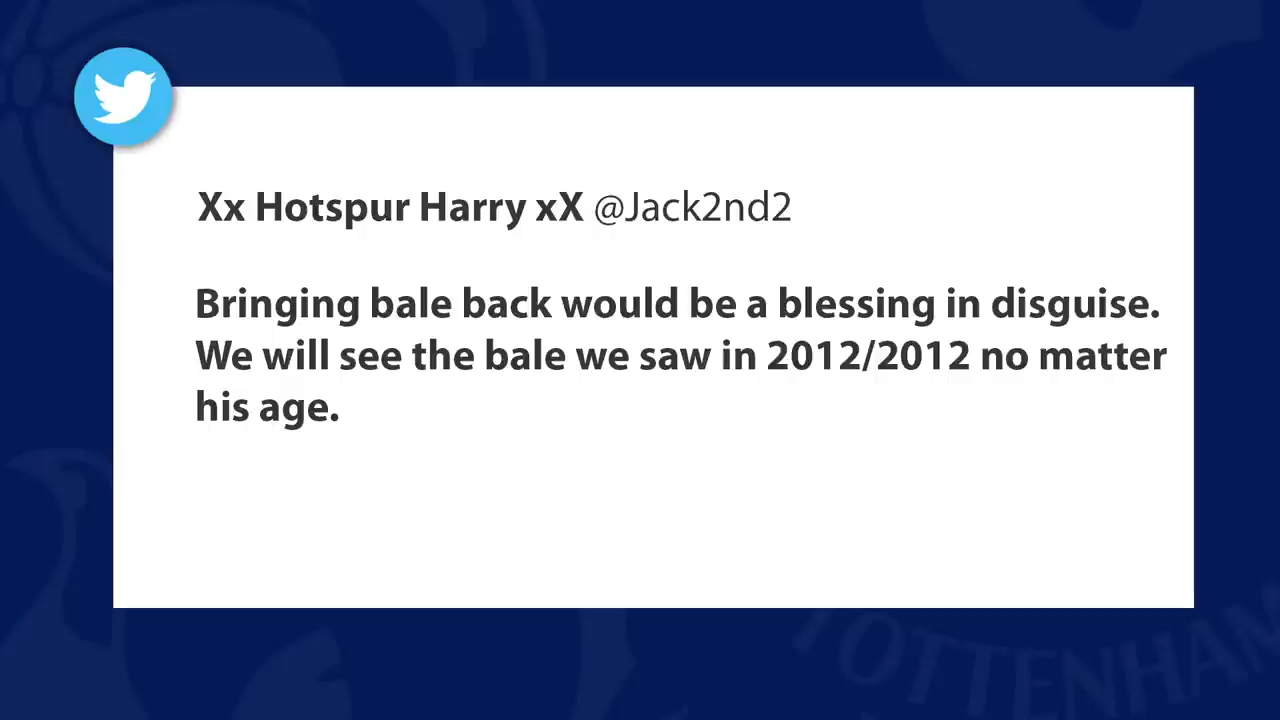 Xx Hotspur Harry xX @Jack2nd2
Bringing bale back would be a blessing in disguise.
We will see the bale we saw in 2012/2012 no matter
his age.
TOTTENHAM